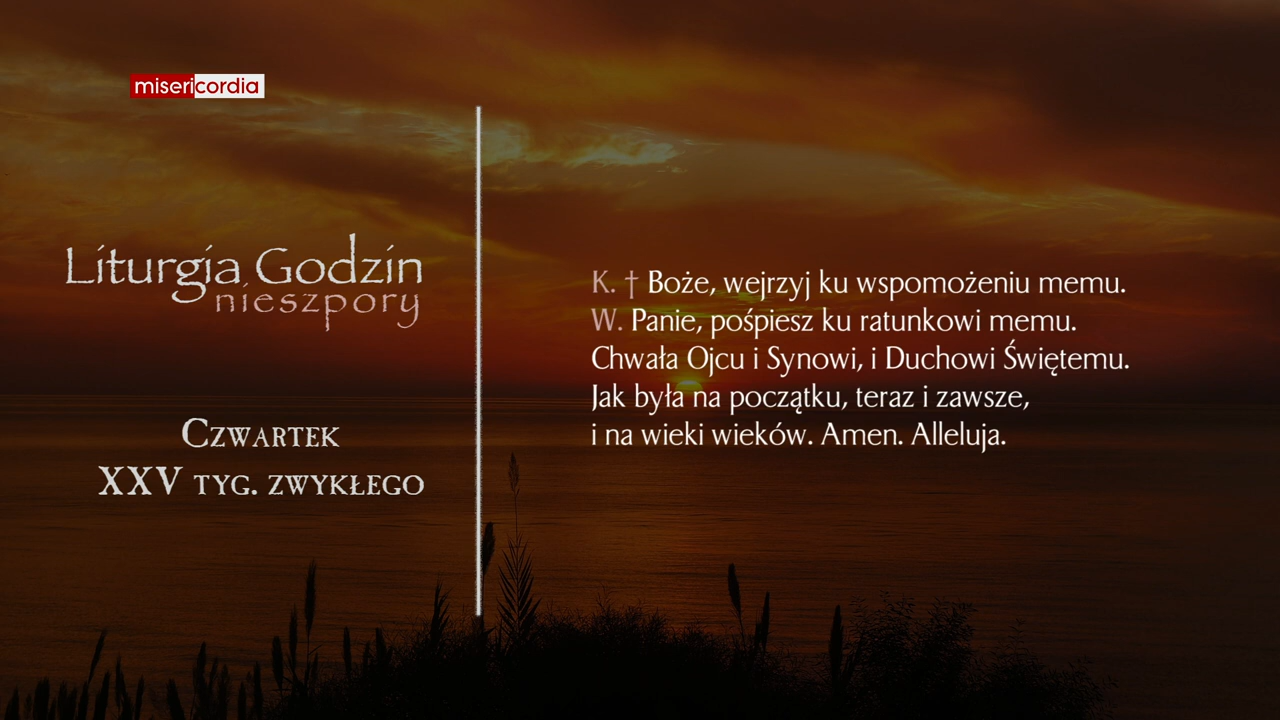 misericordia
Liturgia Godzin
nieszpory
Czwartek
XXV tyg. zwykłego
K. † Boże, wejrzyj ku wspomożeniu memu.
W. Panie, pośpiesz ku ratunkowi memu.
Chwała Ojcu i Synowi, i Duchowi Świętemu.
Jak była na początku, teraz i zawsze,
i na wieki wieków. Amen. Alleluja.